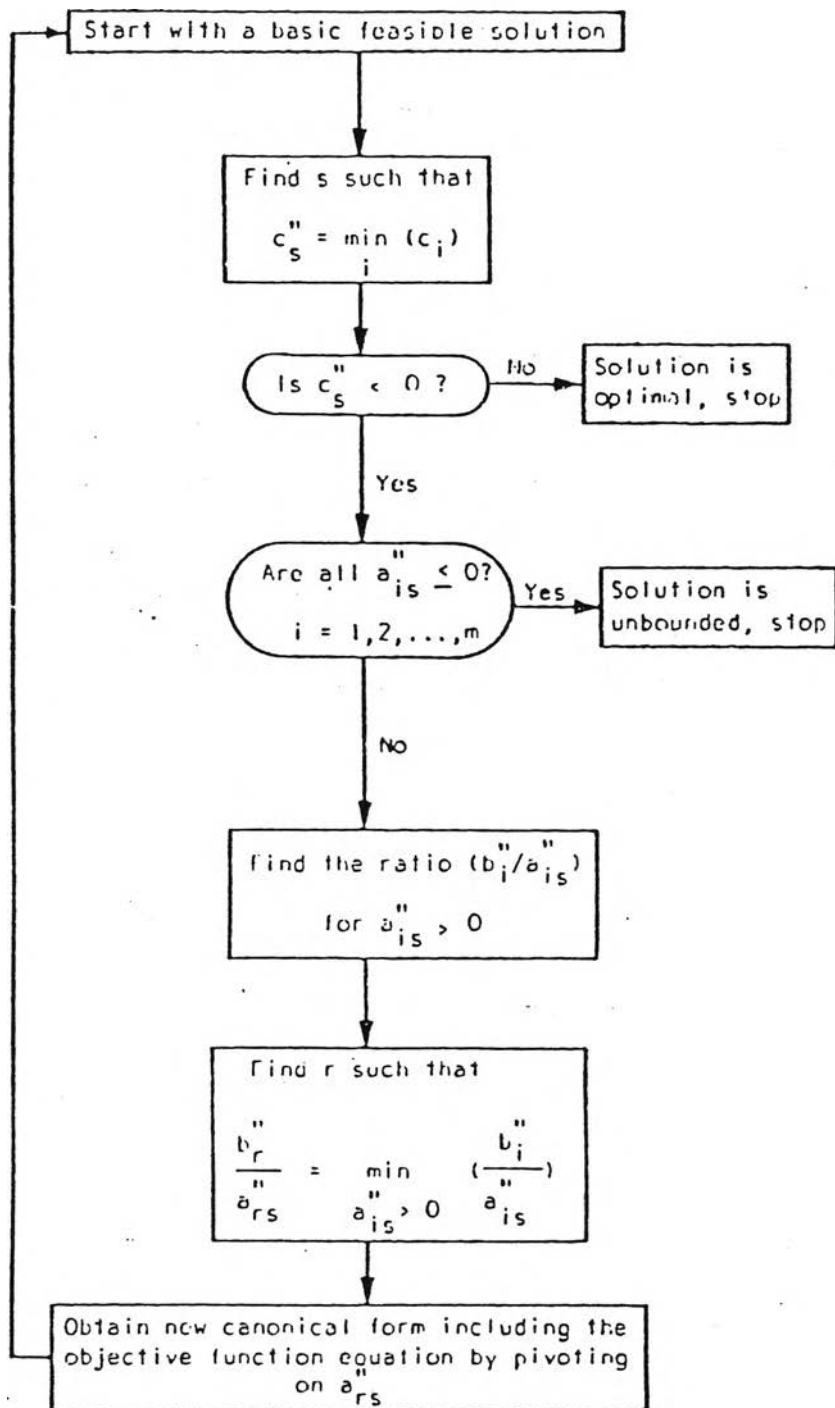 Start with a basic feasible solution
Find s such that
c"s = min (ci)
i
Is c"s < 0 ?
No
Solution is
optimal, stop
Yes
Are all a"is ≤ 0?
i = 1,2,...,m
Yes
Solution is
unbounded, stop
No
Find the ratio (b"i/a"is)
for a"is > 0
Find r such that
b"r
a"rs
= min
a"is > 0
(b"i
a"is)
Obtain new canonical form including the
objective function equation by pivoting
on a"rs